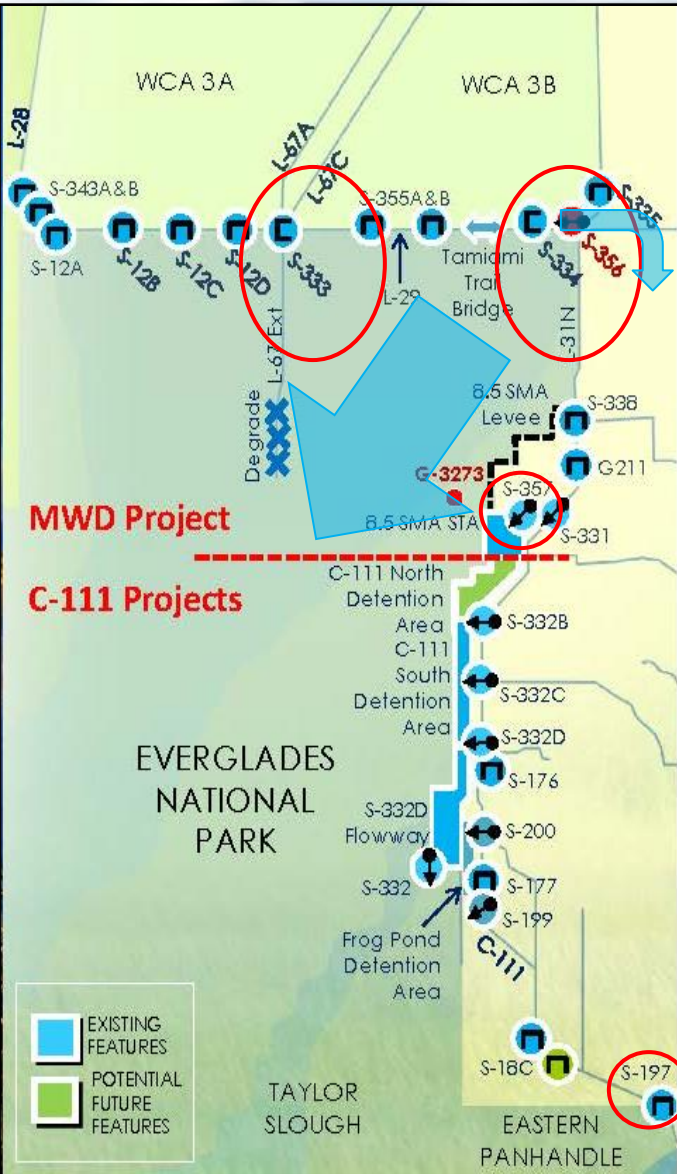 WCA 3A
WCA 3B
L-28
L-67A
L-67C
S-343A&B
S-355A&B
S-335
S-12A
S-12B
S-12C
S-12D
S-333
L-29
Tamiami
Trail
Bridge
S-334
S-356
-31N
L-67 Ext
Degrade
8.5 SMA
Levee
S-338
G211
G-3273
S-357
8.5 SMA STA
S-331
MWD Project
C-111 Projects
C-111 North
Detention
Area
C-111
South
Detention
Area
S-332B
S-332C
S-332D
S-176
EVERGLADES
NATIONAL
PARK
S-332D
Flowway
S-200
S-332
S-177
S-199
C-111
Frog Pond
Detention
Area
EXISTING
FEATURES
POTENTIAL
FUTURE
FEATURES
S-18C
S-197
TAYLOR
SLOUGH
EASTERN
PANHANDLE